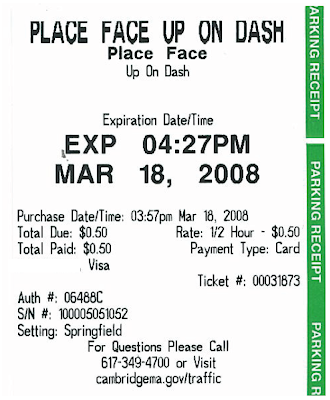 PLACE FACE UP ON DASH
Place Face
Up On Dash
Expiration Date/Time
EXP 04:27PM
MAR 18, 2008
Purchase Date/Time: 03:57pm Mar 18, 2008
Total Due: $0.50 Rate: 1/2 Hour - $0.50
Total Paid: $0.50 Payment Type: Card
Visa
Ticket #: 00031873
Auth #: 06488C
S/N #: 100005051052
Setting: Springfield
For Questions Please Call
617-349-4700 or Visit
cambridgema.gov/traffic
ARKING RECEIPT
PARKING RECEIPT
PARKING R